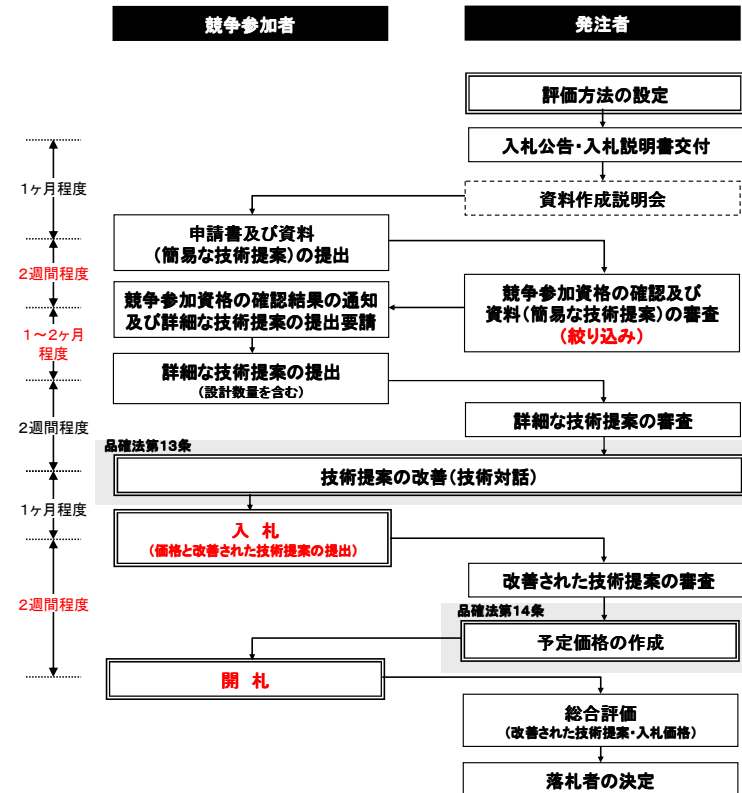 競争参加者
発注者
評価方法の設定
入札公告・入札説明書交付
1ヶ月程度
資料作成説明会
申請書及び資料
(簡易な技術提案)の提出
2週間程度
競争参加資格の確認結果の通知
及び詳細な技術提案の提出要請
競争参加資格の確認及び
資料(簡易な技術提案)の審査
(絞り込み)
1～2ヶ月
程度
詳細な技術提案の提出
(設計数量を含む)
詳細な技術提案の審査
2週間程度
品確法第13条
技術提案の改善(技術対話)
1ヶ月程度
入 札
(価格と改善された技術提案の提出)
改善された技術提案の審査
2週間程度
品確法第14条
予定価格の作成
開 札
総合評価
(改善された技術提案・入札価格)
落札者の決定